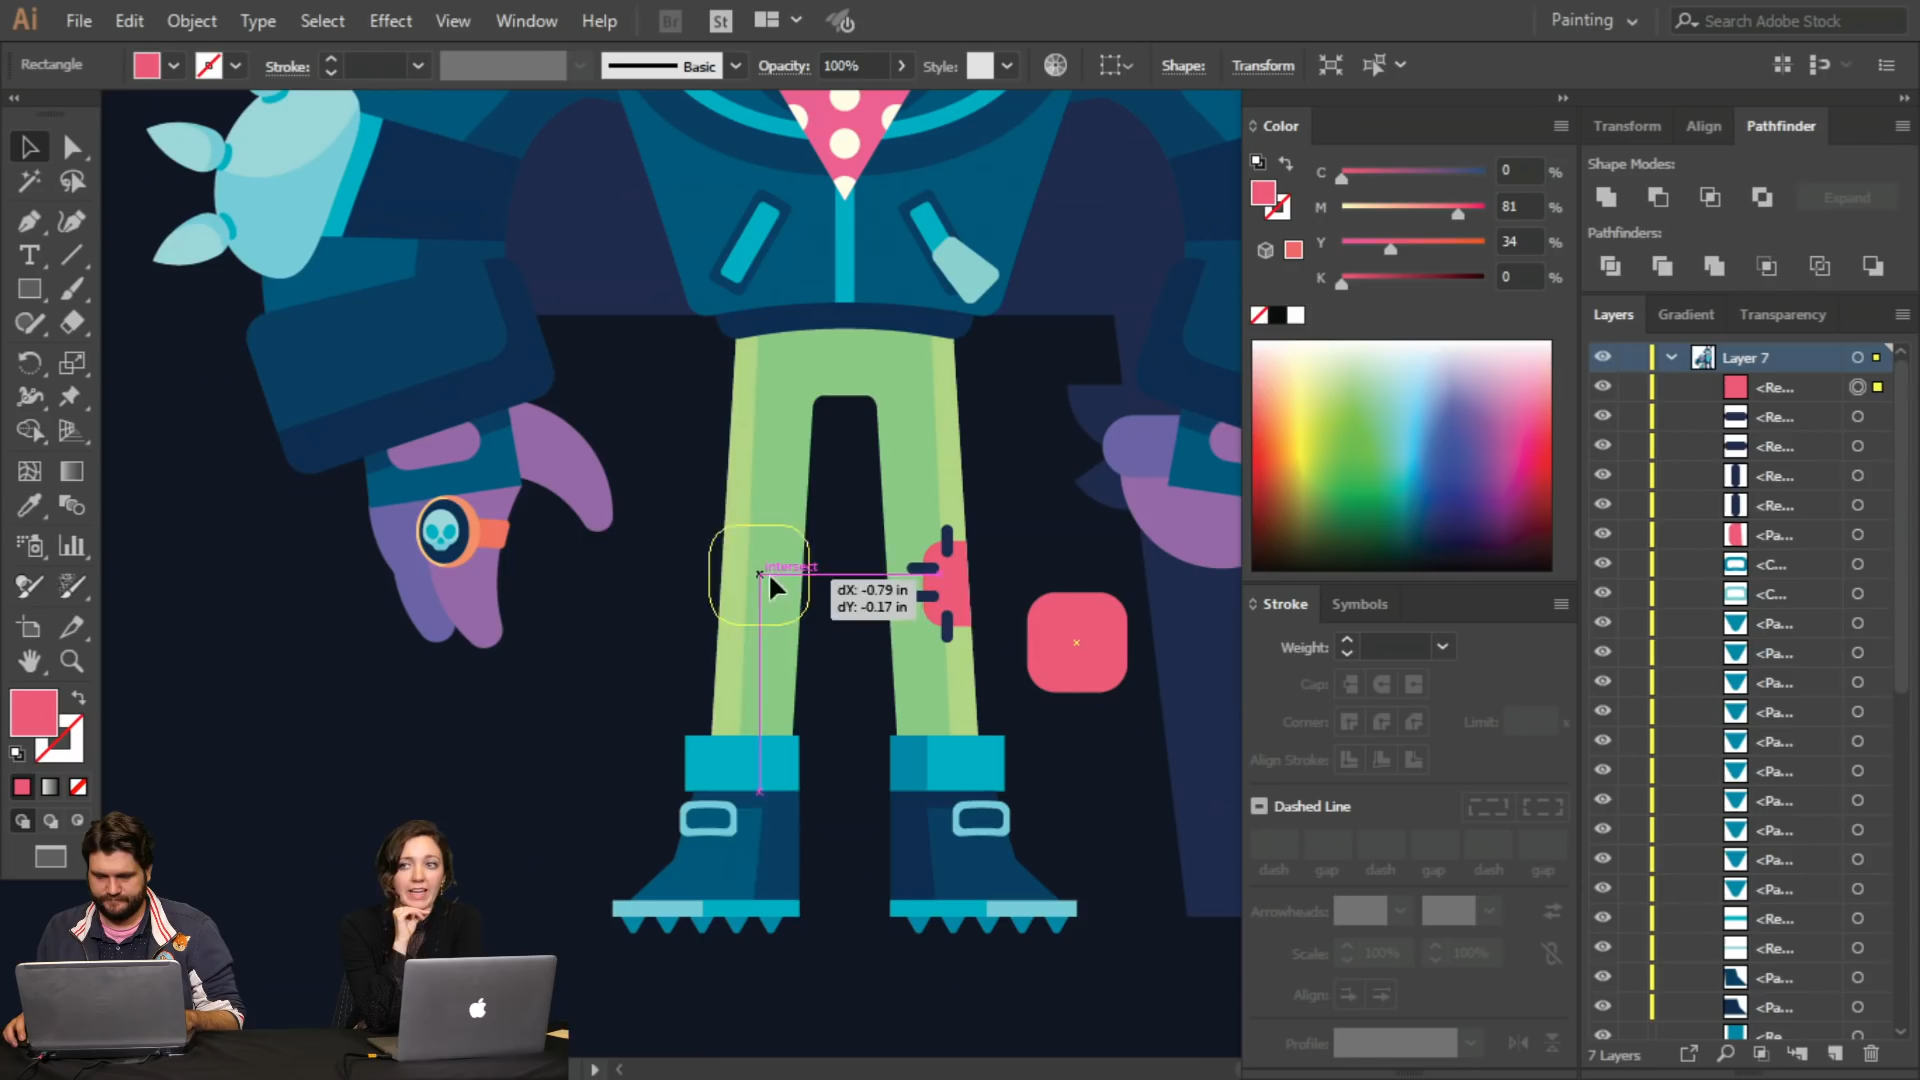 Ai File Edit Object Type Select Effect View Window Help Br St Painting Search Adobe Stock
Rectangle Stroke: Basic Opacity: 100% Style: Shape: Transform
Color
C 0 %
M 81 %
Y 34 %
K 0 %
Transform Align Pathfinder
Shape Modes:
Expand
Pathfinders:
Layers Gradient Transparency
Layer 7
<Re...
<Re...
<Re...
<Re...
<Re...
<Pa...
<C...
<C...
<Pa...
<Pa...
<Pa...
<Pa...
<Pa...
<Pa...
<Pa...
<Pa...
<Pa...
<Pa...
<Re...
<Re...
<Pa...
<Pa...
<Re...
7 Layers
intersect
dX: -0.79 in
dY: -0.17 in
Stroke Symbols
Weight:
Cap:
Corner: Limit: x
Align Stroke:
Dashed Line
dash gap dash gap dash gap
Arrowheads:
Scale: 100% 100%
Align:
Profile: